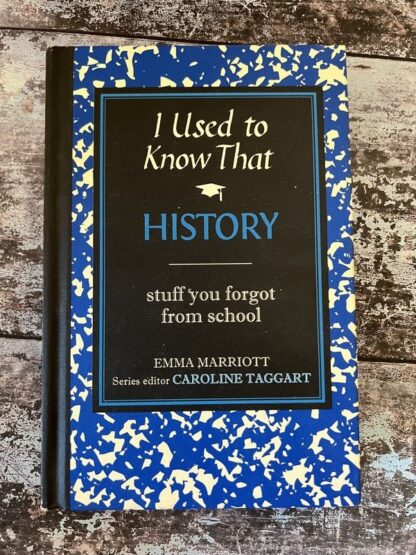 I Used to
Know That
HISTORY
stuff you forgot
from school
EMMA MARRIOTT
Series editor CAROLINE TAGGART